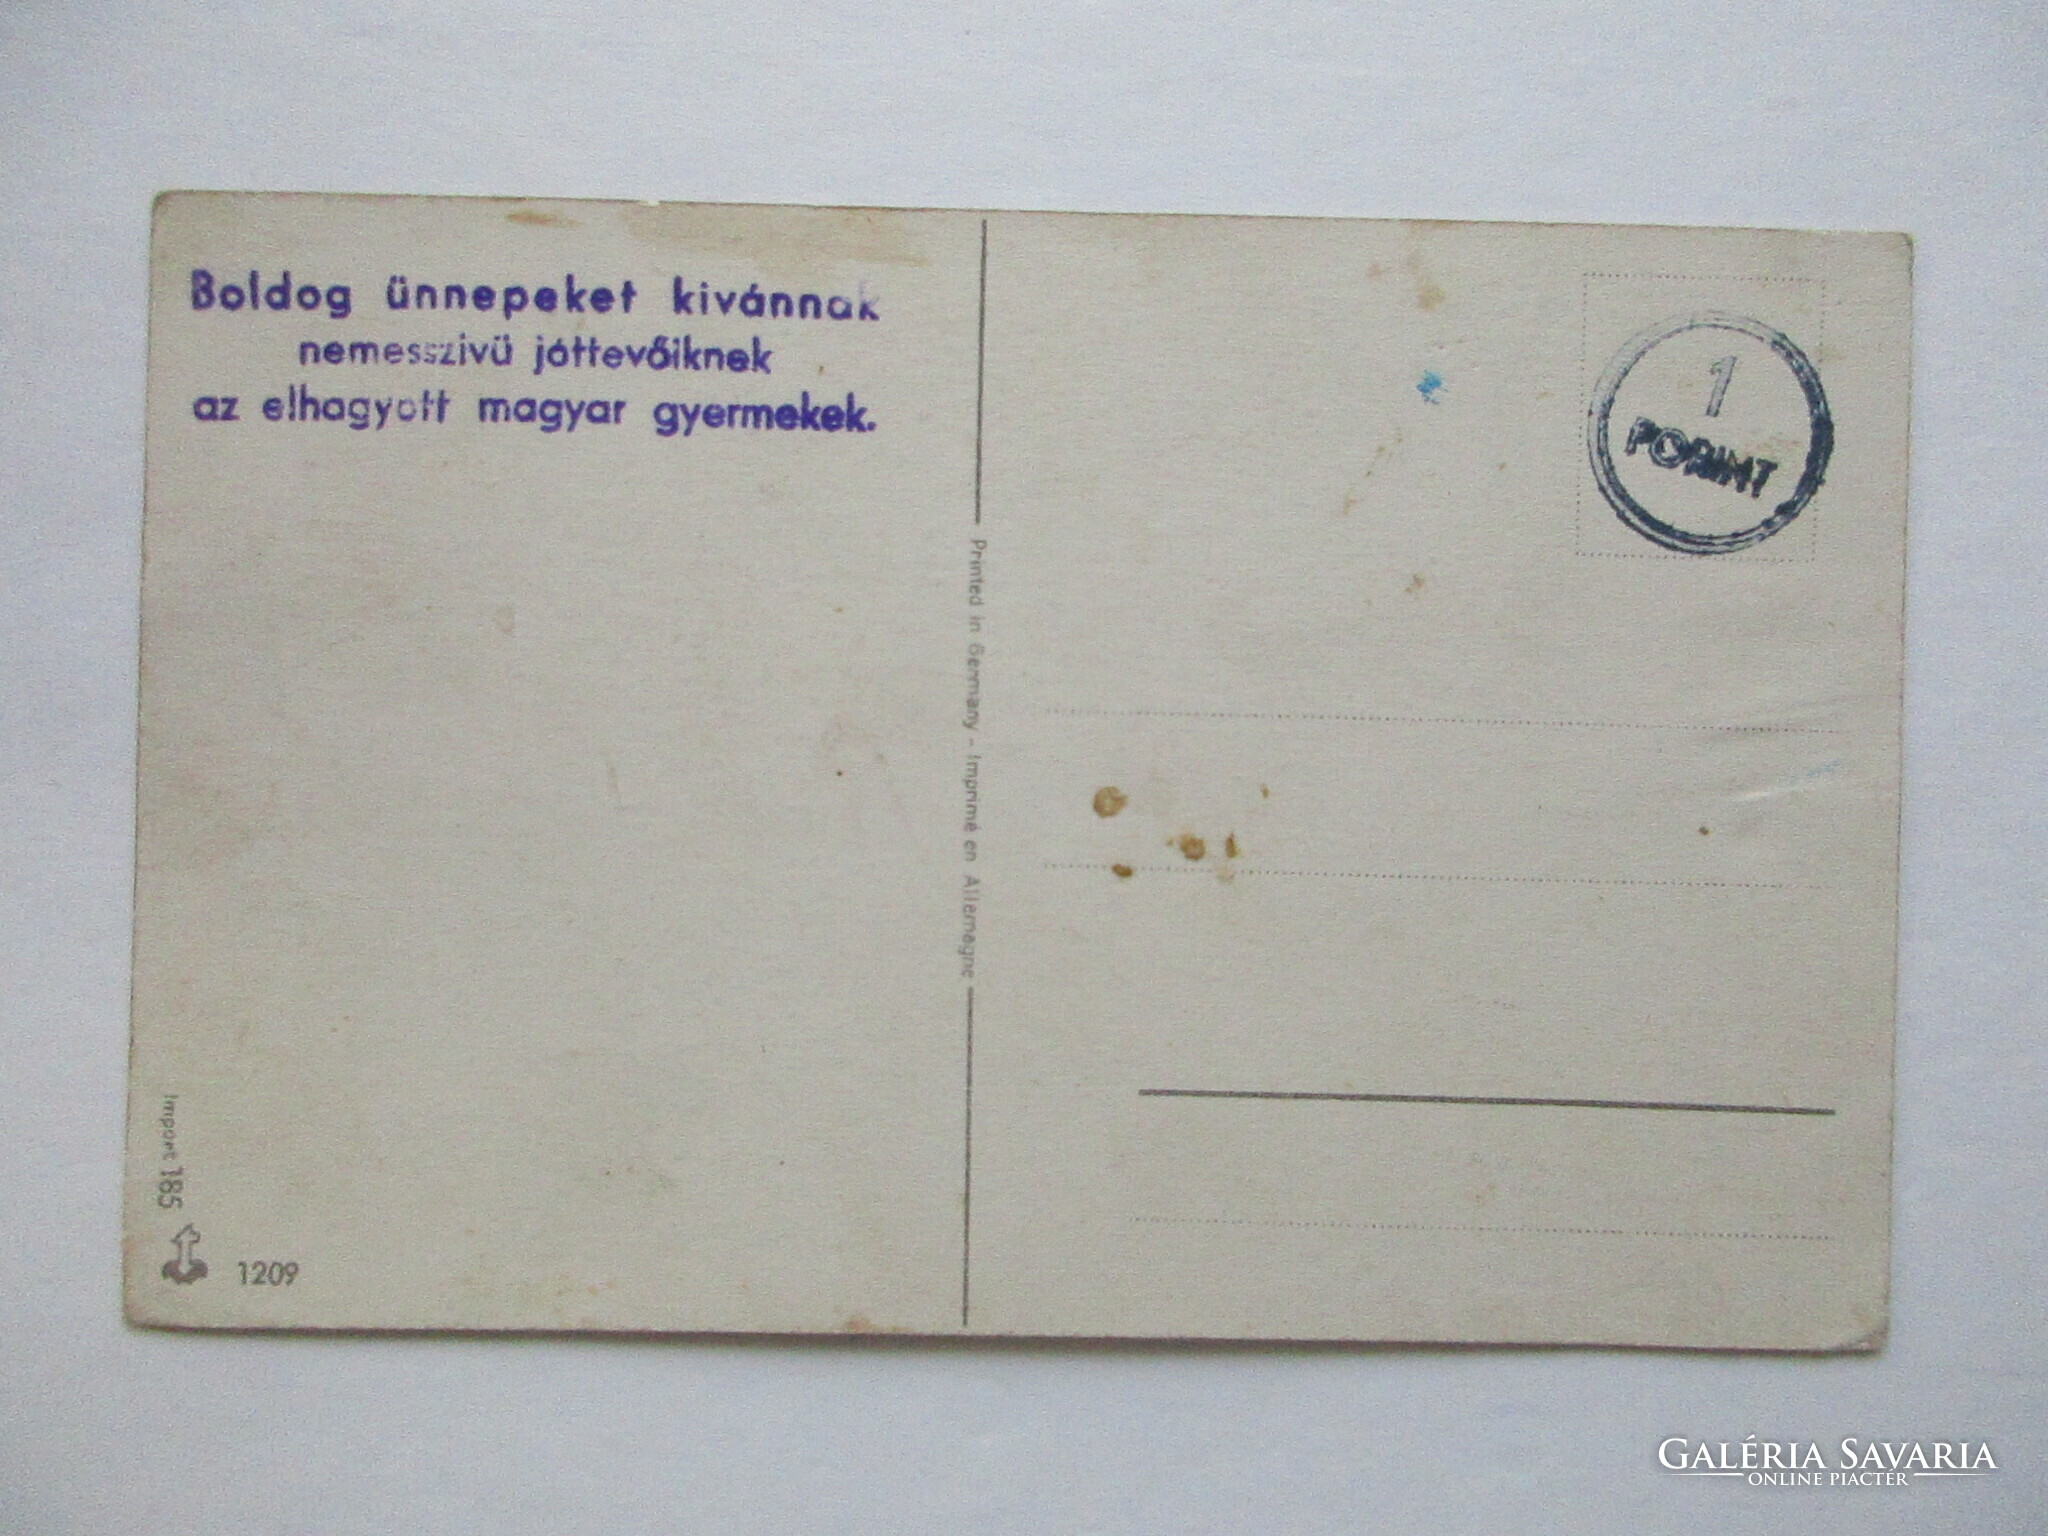 Boldog ünnepeket kivánnak
nemesszivü jóttevőiknek
az elhagyott magyar gyermekek.
1
FORINT
Printed in Germany - Imprimé en Allemagne
Import 185
1209
GALÉRIA SAVARIA
ONLINE PIACTÉR